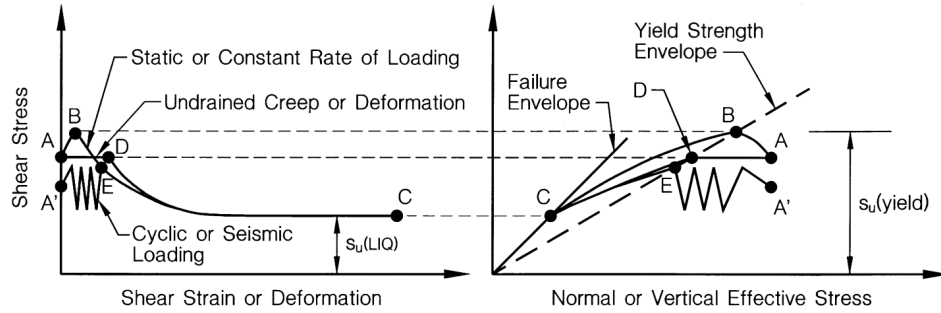 Static or Constant Rate of Loading
Undrained Creep or Deformation
Shear Stress
B
A
D
A'
E
C
Cyclic or Seismic
Loading
su(LIQ)
Shear Strain or Deformation
Yield Strength
Envelope
Failure
Envelope
D
B
A
E
A'
C
su(yield)
Normal or Vertical Effective Stress